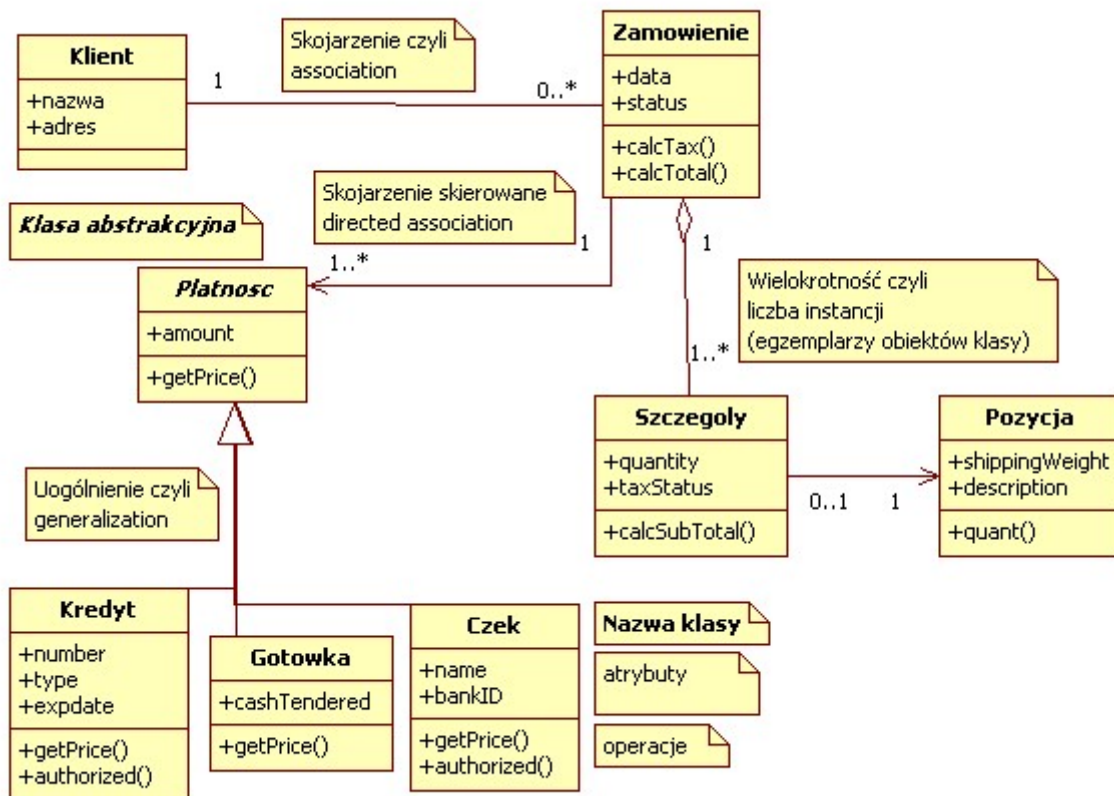 Klient
+nazwa
+adres
Skojarzenie czyli
association
1
0..*
Zamowienie
+data
+status
+calcTax()
+calcTotal()
Klasa abstrakcyjna
Skojarzenie skierowane
directed association
1
1..*
Platnosc
+amount
+getPrice()
1
1..*
Wielokrotność czyli
liczba instancji
(egzemplarzy obiektów klasy)
Szczegoly
+quantity
+taxStatus
+calcSubTotal()
0..1
1
Pozycja
+shippingWeight
+description
+quant()
Uogólnienie czyli
generalization
Kredyt
+number
+type
+expdate
+getPrice()
+authorized()
Gotowka
+cashTendered
+getPrice()
Czek
+name
+bankID
+getPrice()
+authorized()
Nazwa klasy
atrybuty
operacje